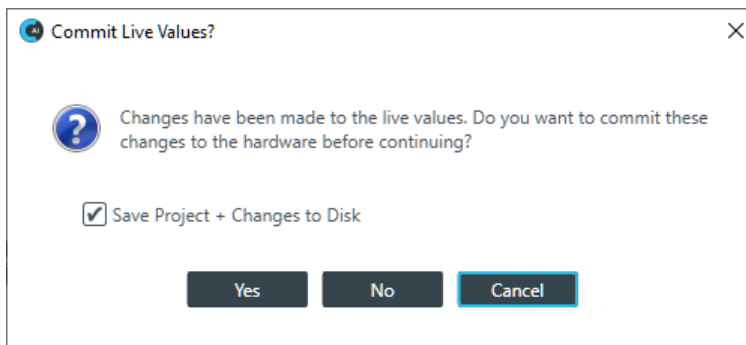 AI
Commit Live Values?
Changes have been made to the live values. Do you want to commit these
changes to the hardware before continuing?
Save Project + Changes to Disk
Yes
No
Cancel